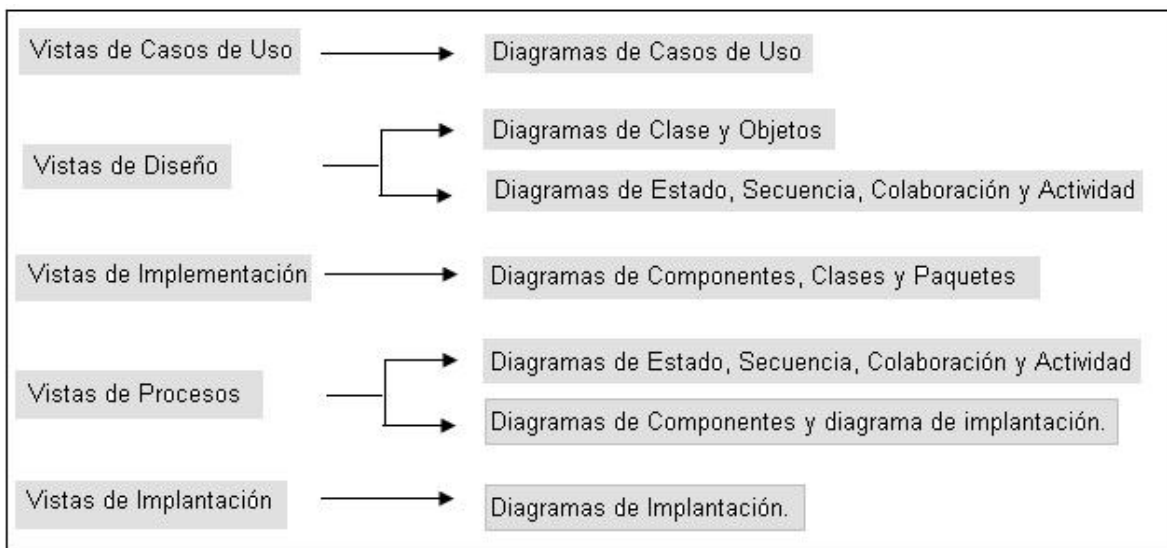 Vistas de Casos de Uso
Diagramas de Casos de Uso
Vistas de Diseño
Diagramas de Clase y Objetos
Diagramas de Estado, Secuencia, Colaboración y Actividad
Vistas de Implementación
Diagramas de Componentes, Clases y Paquetes
Vistas de Procesos
Diagramas de Estado, Secuencia, Colaboración y Actividad
Diagramas de Componentes y diagrama de implantación.
Vistas de Implantación
Diagramas de Implantación.